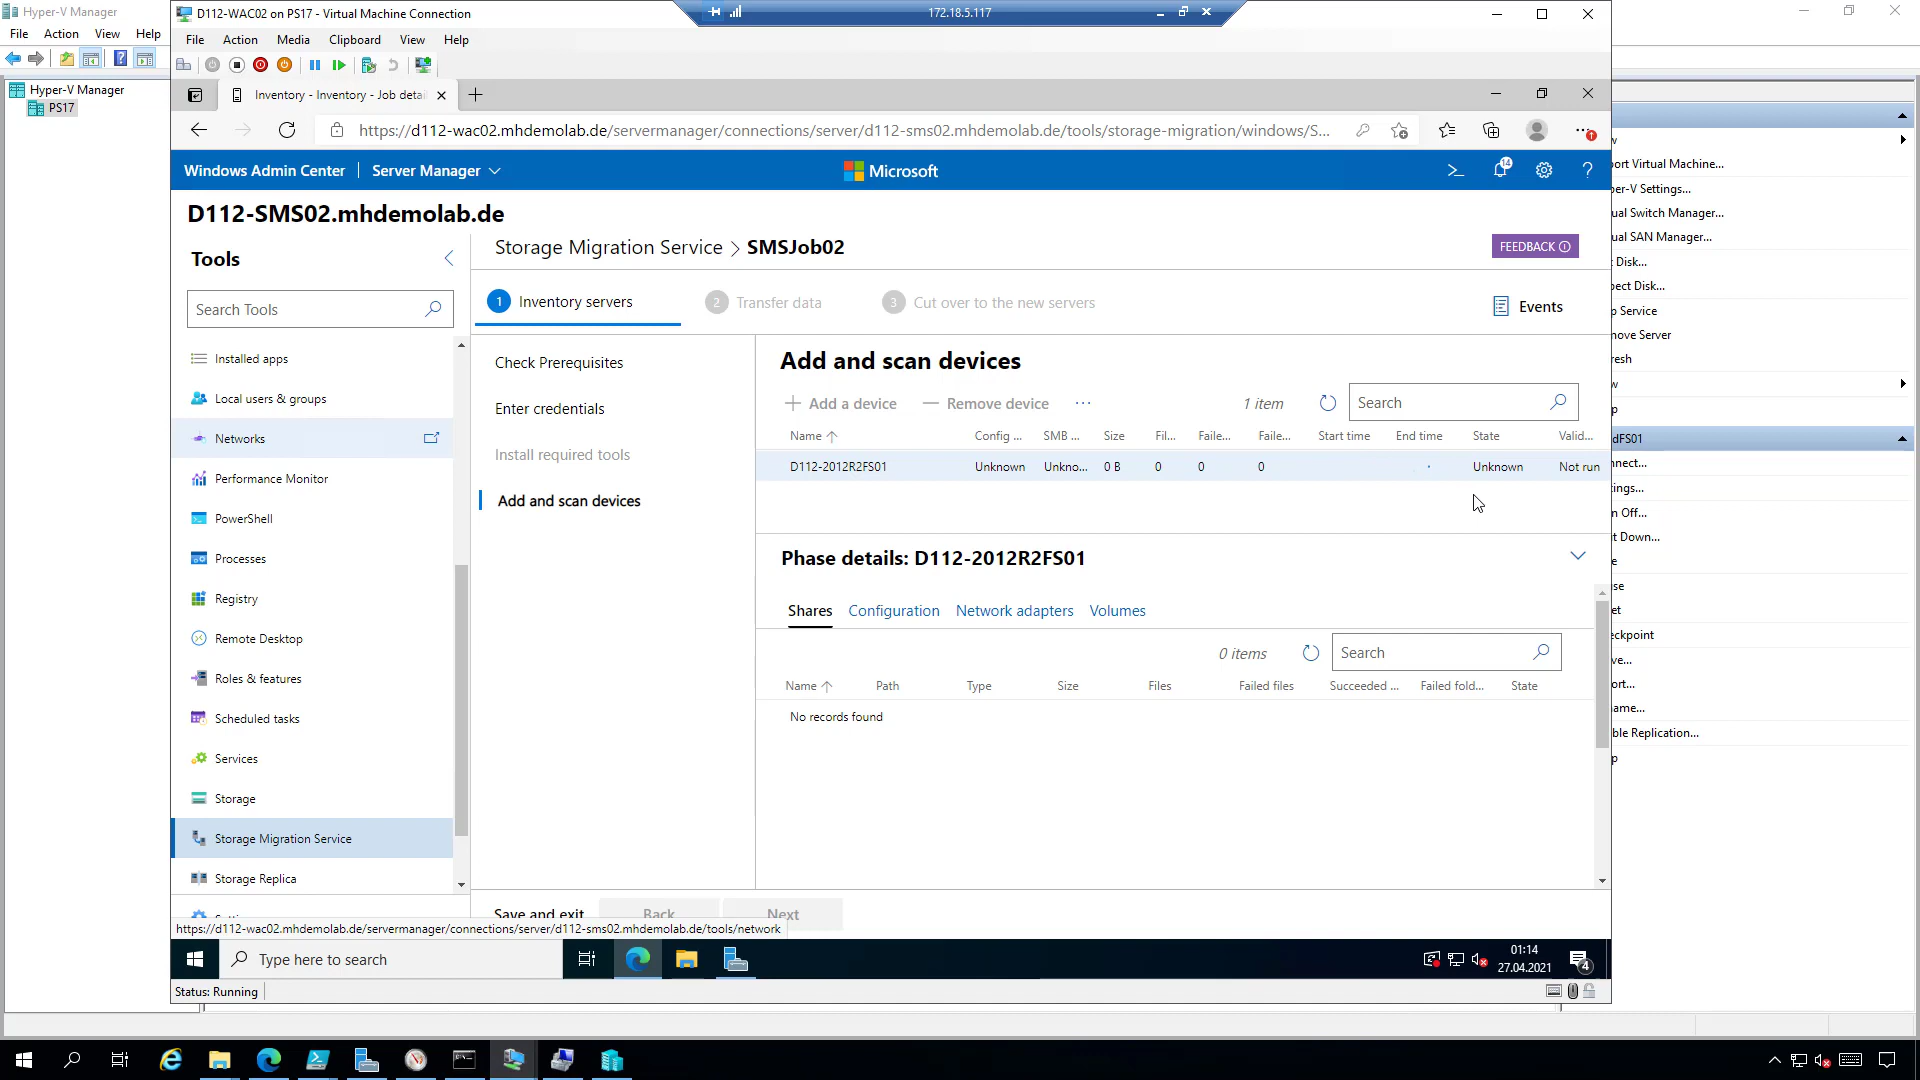 Hyper-V Manager
File Action View Help
Hyper-V Manager
PS17
D112-WAC02 on PS17 - Virtual Machine Connection
172.18.5.117
File Action Media Clipboard View Help
Inventory - Inventory - Job detai
https://d112-wac02.mhdemolab.de/servermanager/connections/server/d112-sms02.mhdemolab.de/tools/storage-migration/windows/S...
Windows Admin Center
Server Manager
Microsoft
14
D112-SMS02.mhdemolab.de
Tools
Search Tools
Installed apps
Local users & groups
Networks
Performance Monitor
PowerShell
Processes
Registry
Remote Desktop
Roles & features
Scheduled tasks
Services
Storage
Storage Migration Service
Storage Replica
Storage Migration Service > SMSJob02
FEEDBACK
1 Inventory servers
2 Transfer data
3 Cut over to the new servers
Events
Check Prerequisites
Enter credentials
Install required tools
Add and scan devices
Add and scan devices
Add a device
Remove device
...
1 item
Search
Name Config ... SMB ... Size Fil... Faile... Faile... Start time End time State Valid...
D112-2012R2FS01 Unknown Unkno... 0 B 0 0 0 Unknown Not run
Phase details: D112-2012R2FS01
Shares Configuration Network adapters Volumes
0 items
Search
Name Path Type Size Files Failed files Succeeded ... Failed fold... State
No records found
Save and exit
Back
Next
https://d112-wac02.mhdemolab.de/servermanager/connections/server/d112-sms02.mhdemolab.de/tools/network
Type here to search
01:14
27.04.2021
4
Status: Running
w
ort Virtual Machine...
er-V Settings...
ual Switch Manager...
ual SAN Manager...
t Disk...
pect Disk...
p Service
nove Server
resh
w
p
dFS01
nnect...
ings...
n Off...
t Down...
e
use
et
eckpoint
ve...
ort...
name...
ble Replication...
p